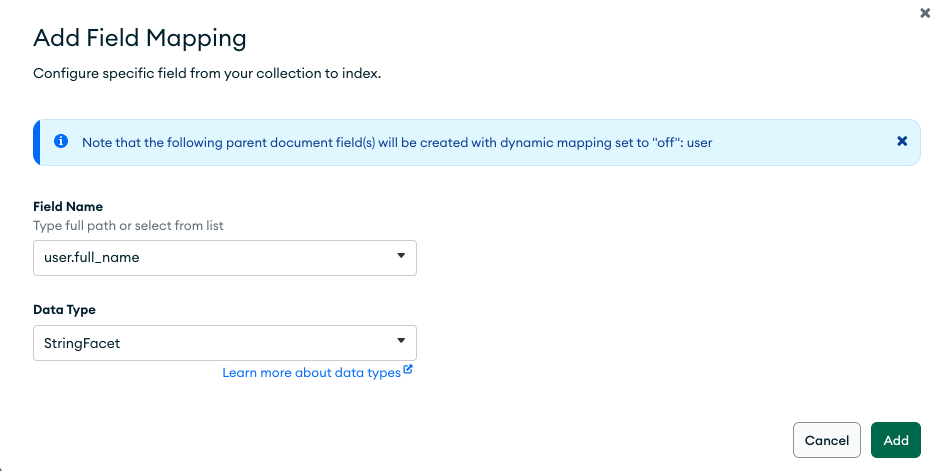 Add Field Mapping
Configure specific field from your collection to index.
Note that the following parent document field(s) will be created with dynamic mapping set to "off": user
Field Name
Type full path or select from list
user.full_name
Data Type
StringFacet
Learn more about data types
Cancel
Add